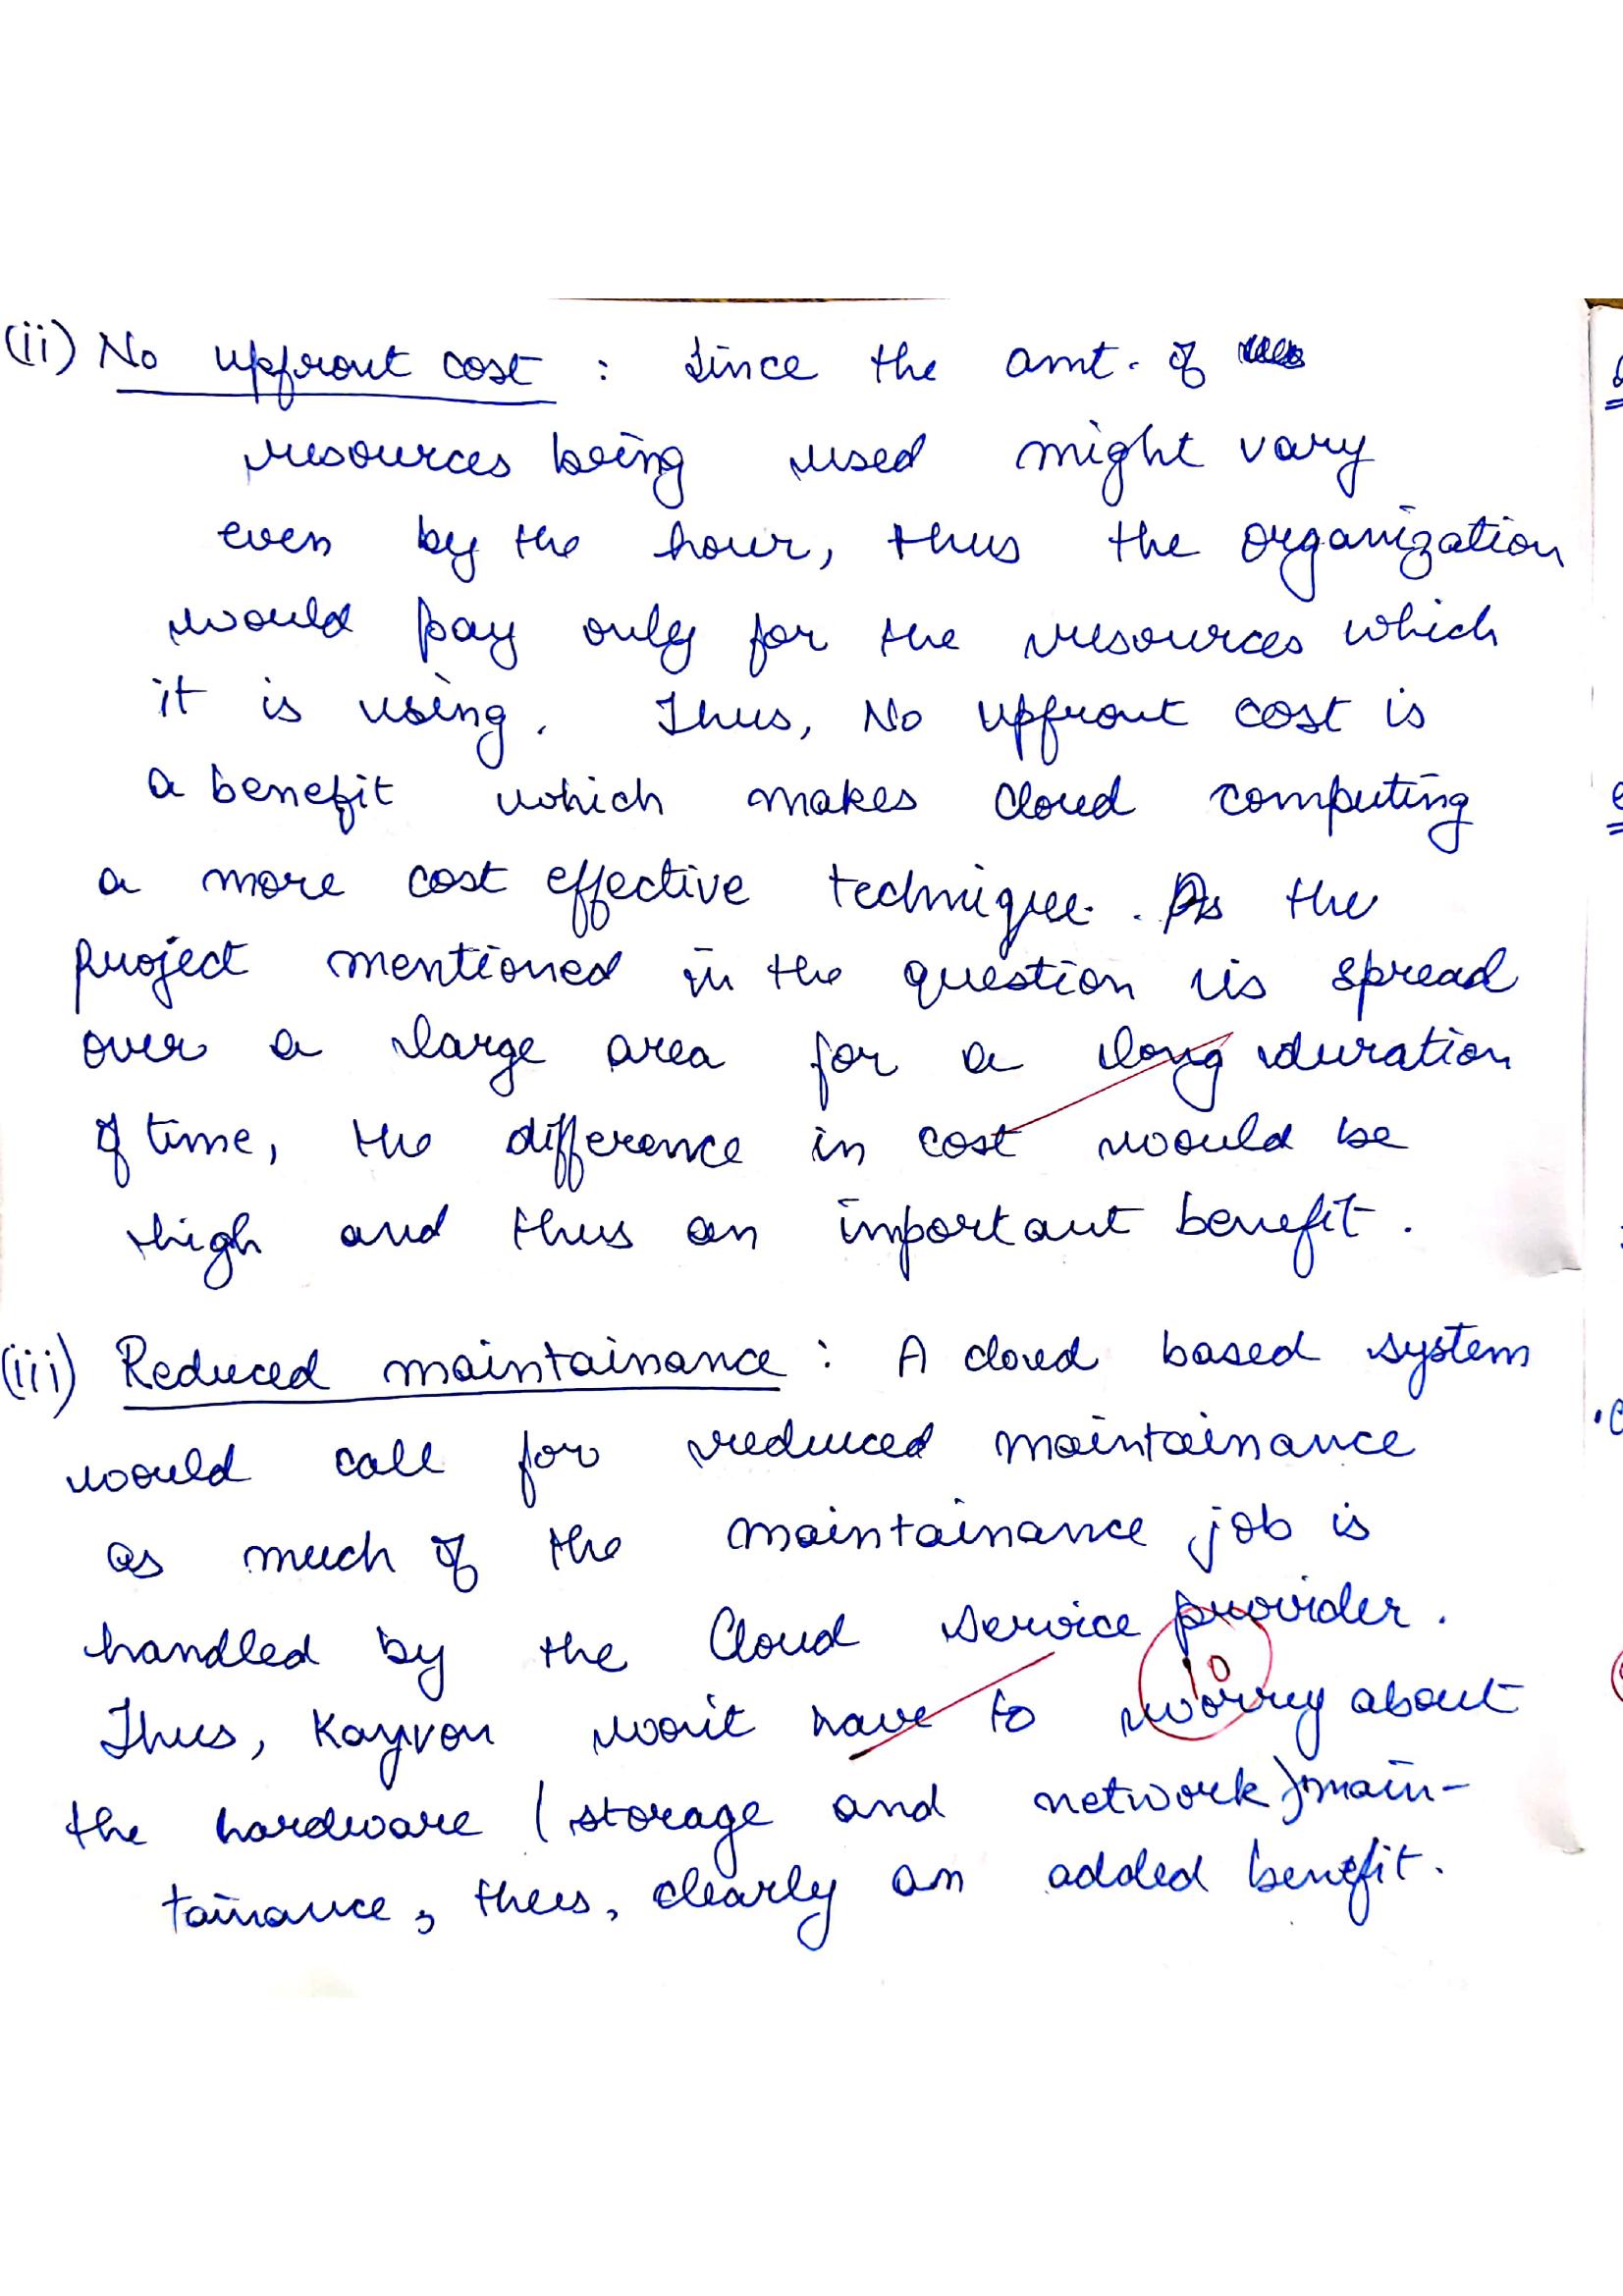 (ii) No upfront cost : Since the amt. of
resources being used might vary
even by the hour, thus the organization
would pay only for the resources which
it is using. Thus, No upfront cost is
a benefit which makes cloud computing
a more cost effective technique. As the
project mentioned in the question is spread
over a large area for a long duration
of time, the difference in cost would be
high and thus an important benefit.
(iii) Reduced maintainance : A cloud based system
would call for reduced maintainance
as much of the maintainance job is
handled by the Cloud service provider.
10
Thus, Kayvon won't have to worry about
the hardware (storage and network) main-
tainance, thus, clearly an added benefit.